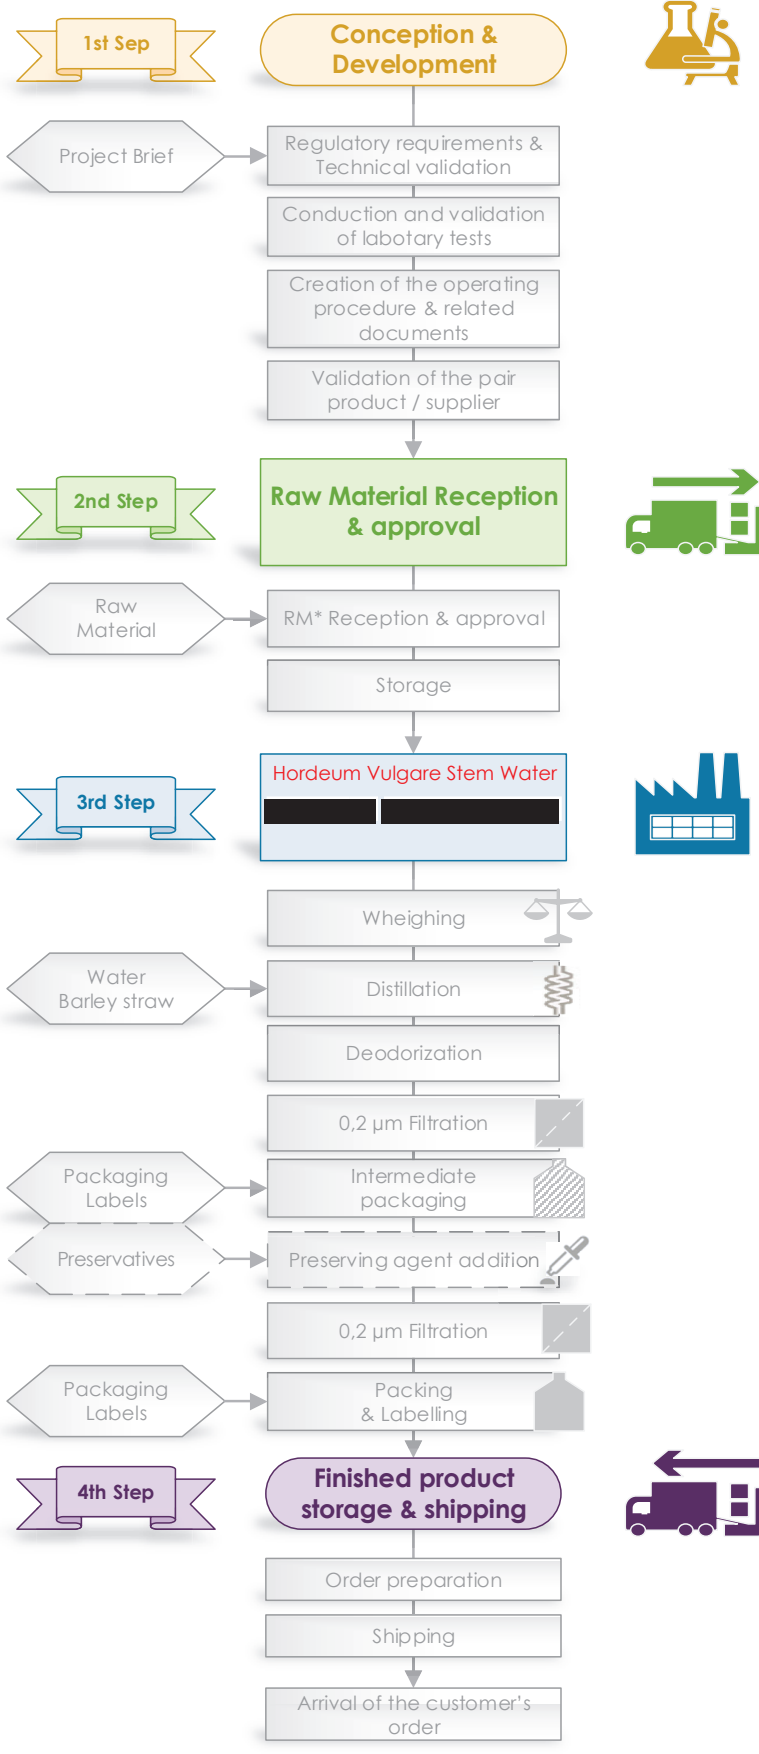 1st Sep
Conception &
Development
Project Brief
Regulatory requirements &
Technical validation
Conduction and validation
of labotary tests
Creation of the operating
procedure & related
documents
Validation of the pair
product / supplier
2nd Step
Raw Material Reception
& approval
Raw
Material
RM* Reception & approval
Storage
3rd Step
Hordeum Vulgare Stem Water
Wheighing
Water
Barley straw
Distillation
Deodorization
0,2 µm Filtration
Packaging
Labels
Intermediate
packaging
Preservatives
Preserving agent addition
0,2 µm Filtration
Packaging
Labels
Packing
& Labelling
4th Step
Finished product
storage & shipping
Order preparation
Shipping
Arrival of the customer's
order